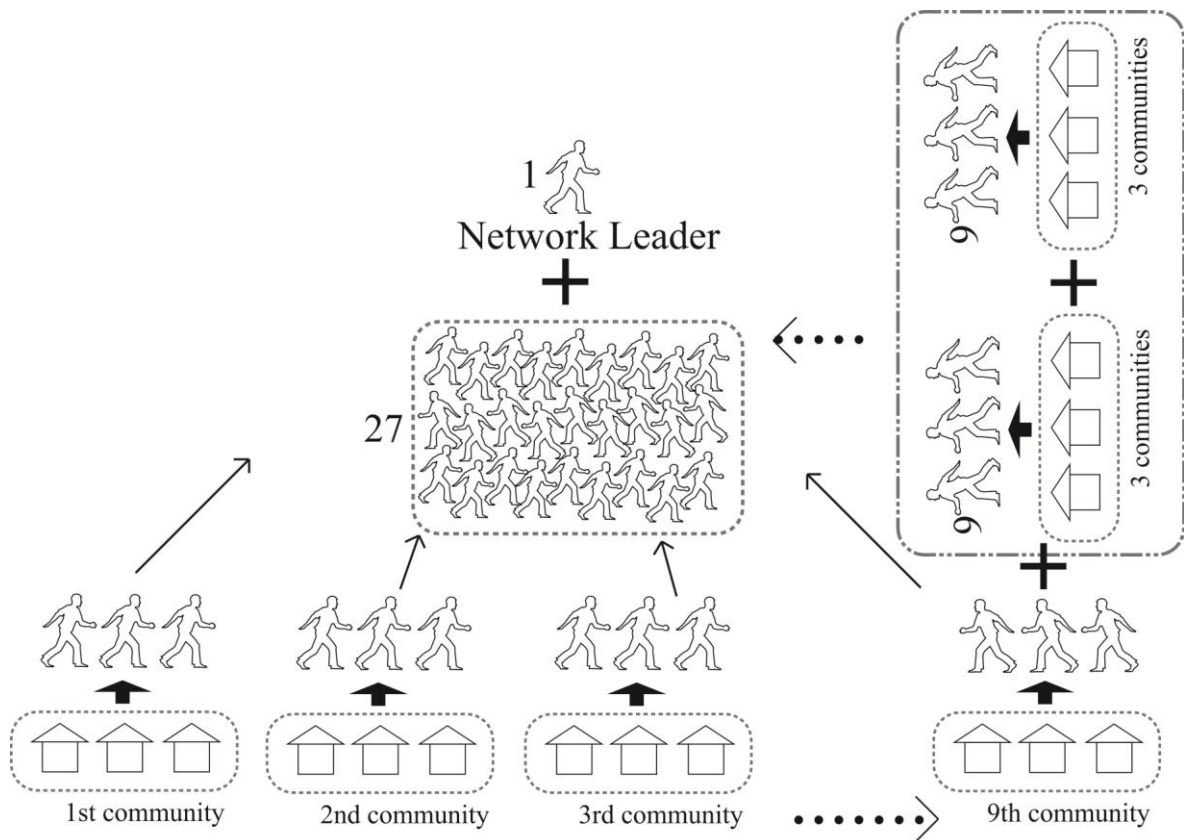 1
Network Leader
27
1st community
2nd community
3rd community
9th community
3 communities
9
3 communities
9